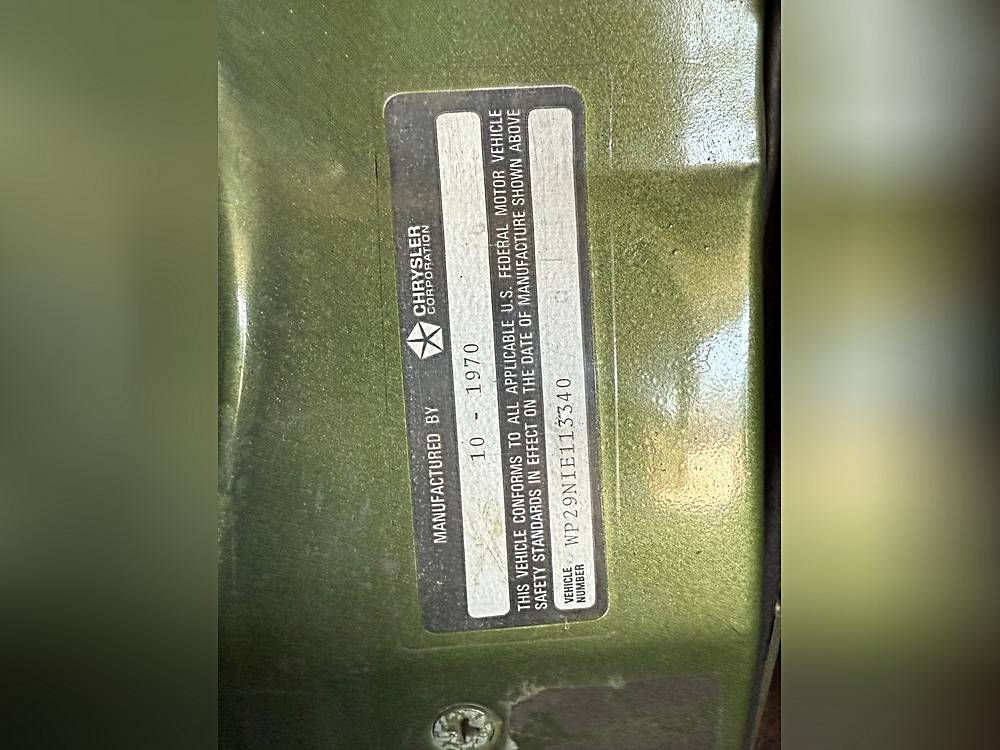 MANUFACTURED BY CHRYSLER CORPORATION
10 - 1970
THIS VEHICLE CONFORMS TO ALL APPLICABLE U.S. FEDERAL MOTOR VEHICLE
SAFETY STANDARDS IN EFFECT ON THE DATE OF MANUFACTURE SHOWN ABOVE
VEHICLE NUMBER WP29N1E113340